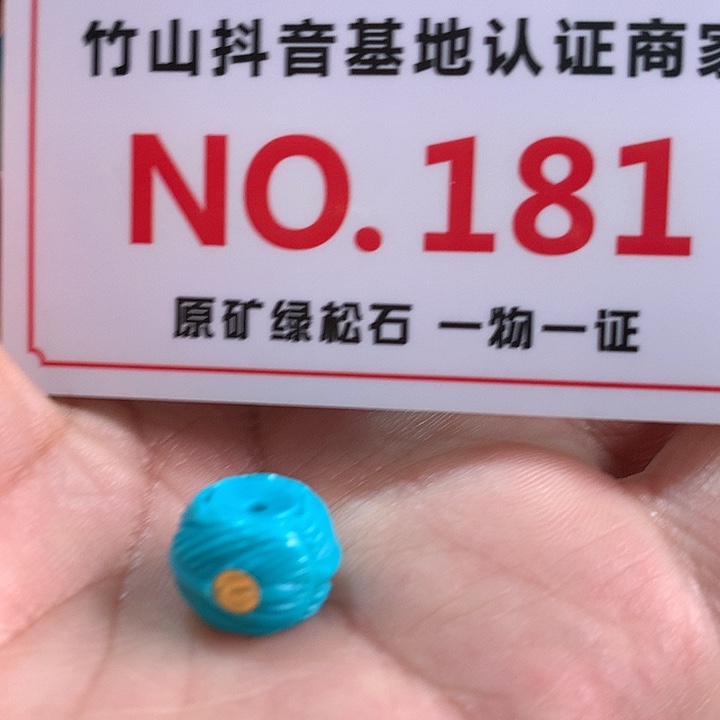 竹山抖音基地认证商家
NO. 181
原矿绿松石 一物一证